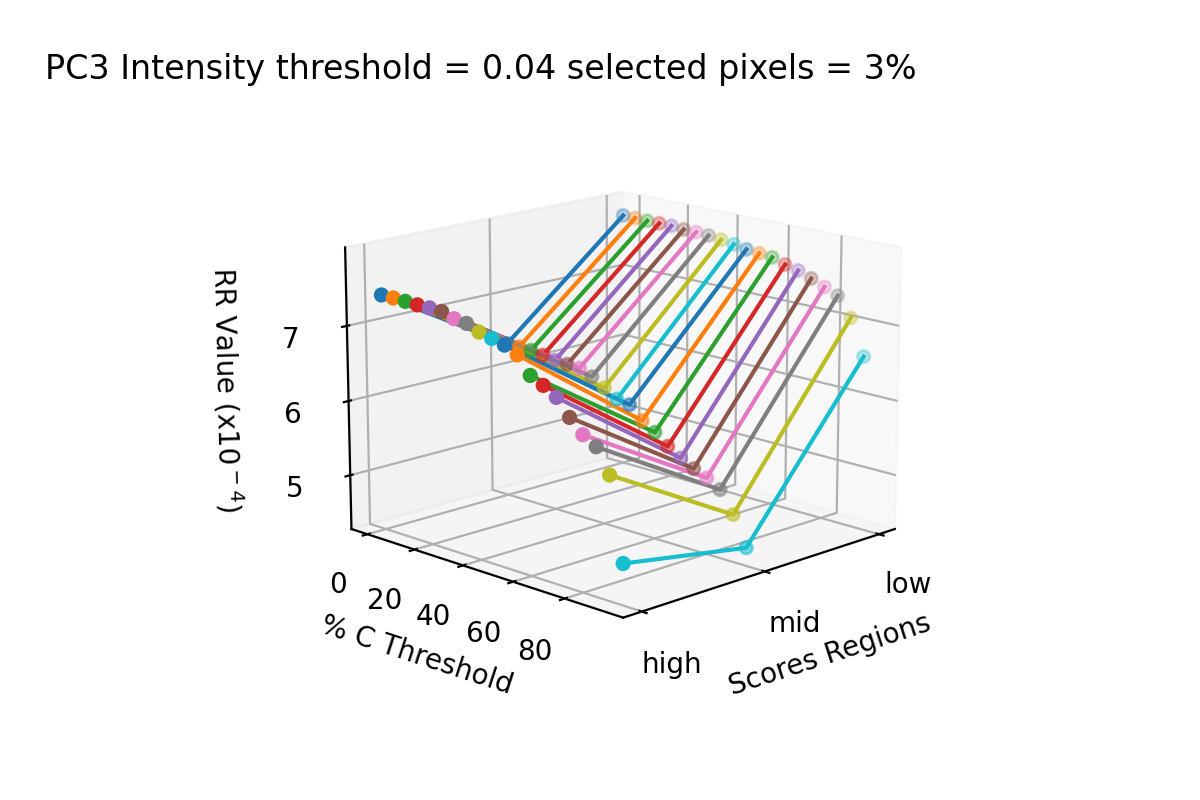 PC3 Intensity threshold = 0.04 selected pixels = 3%
RR Value (x10⁻⁴)
7
6
5
0
20
40
60
80
% C Threshold
high
mid
low
Scores Regions